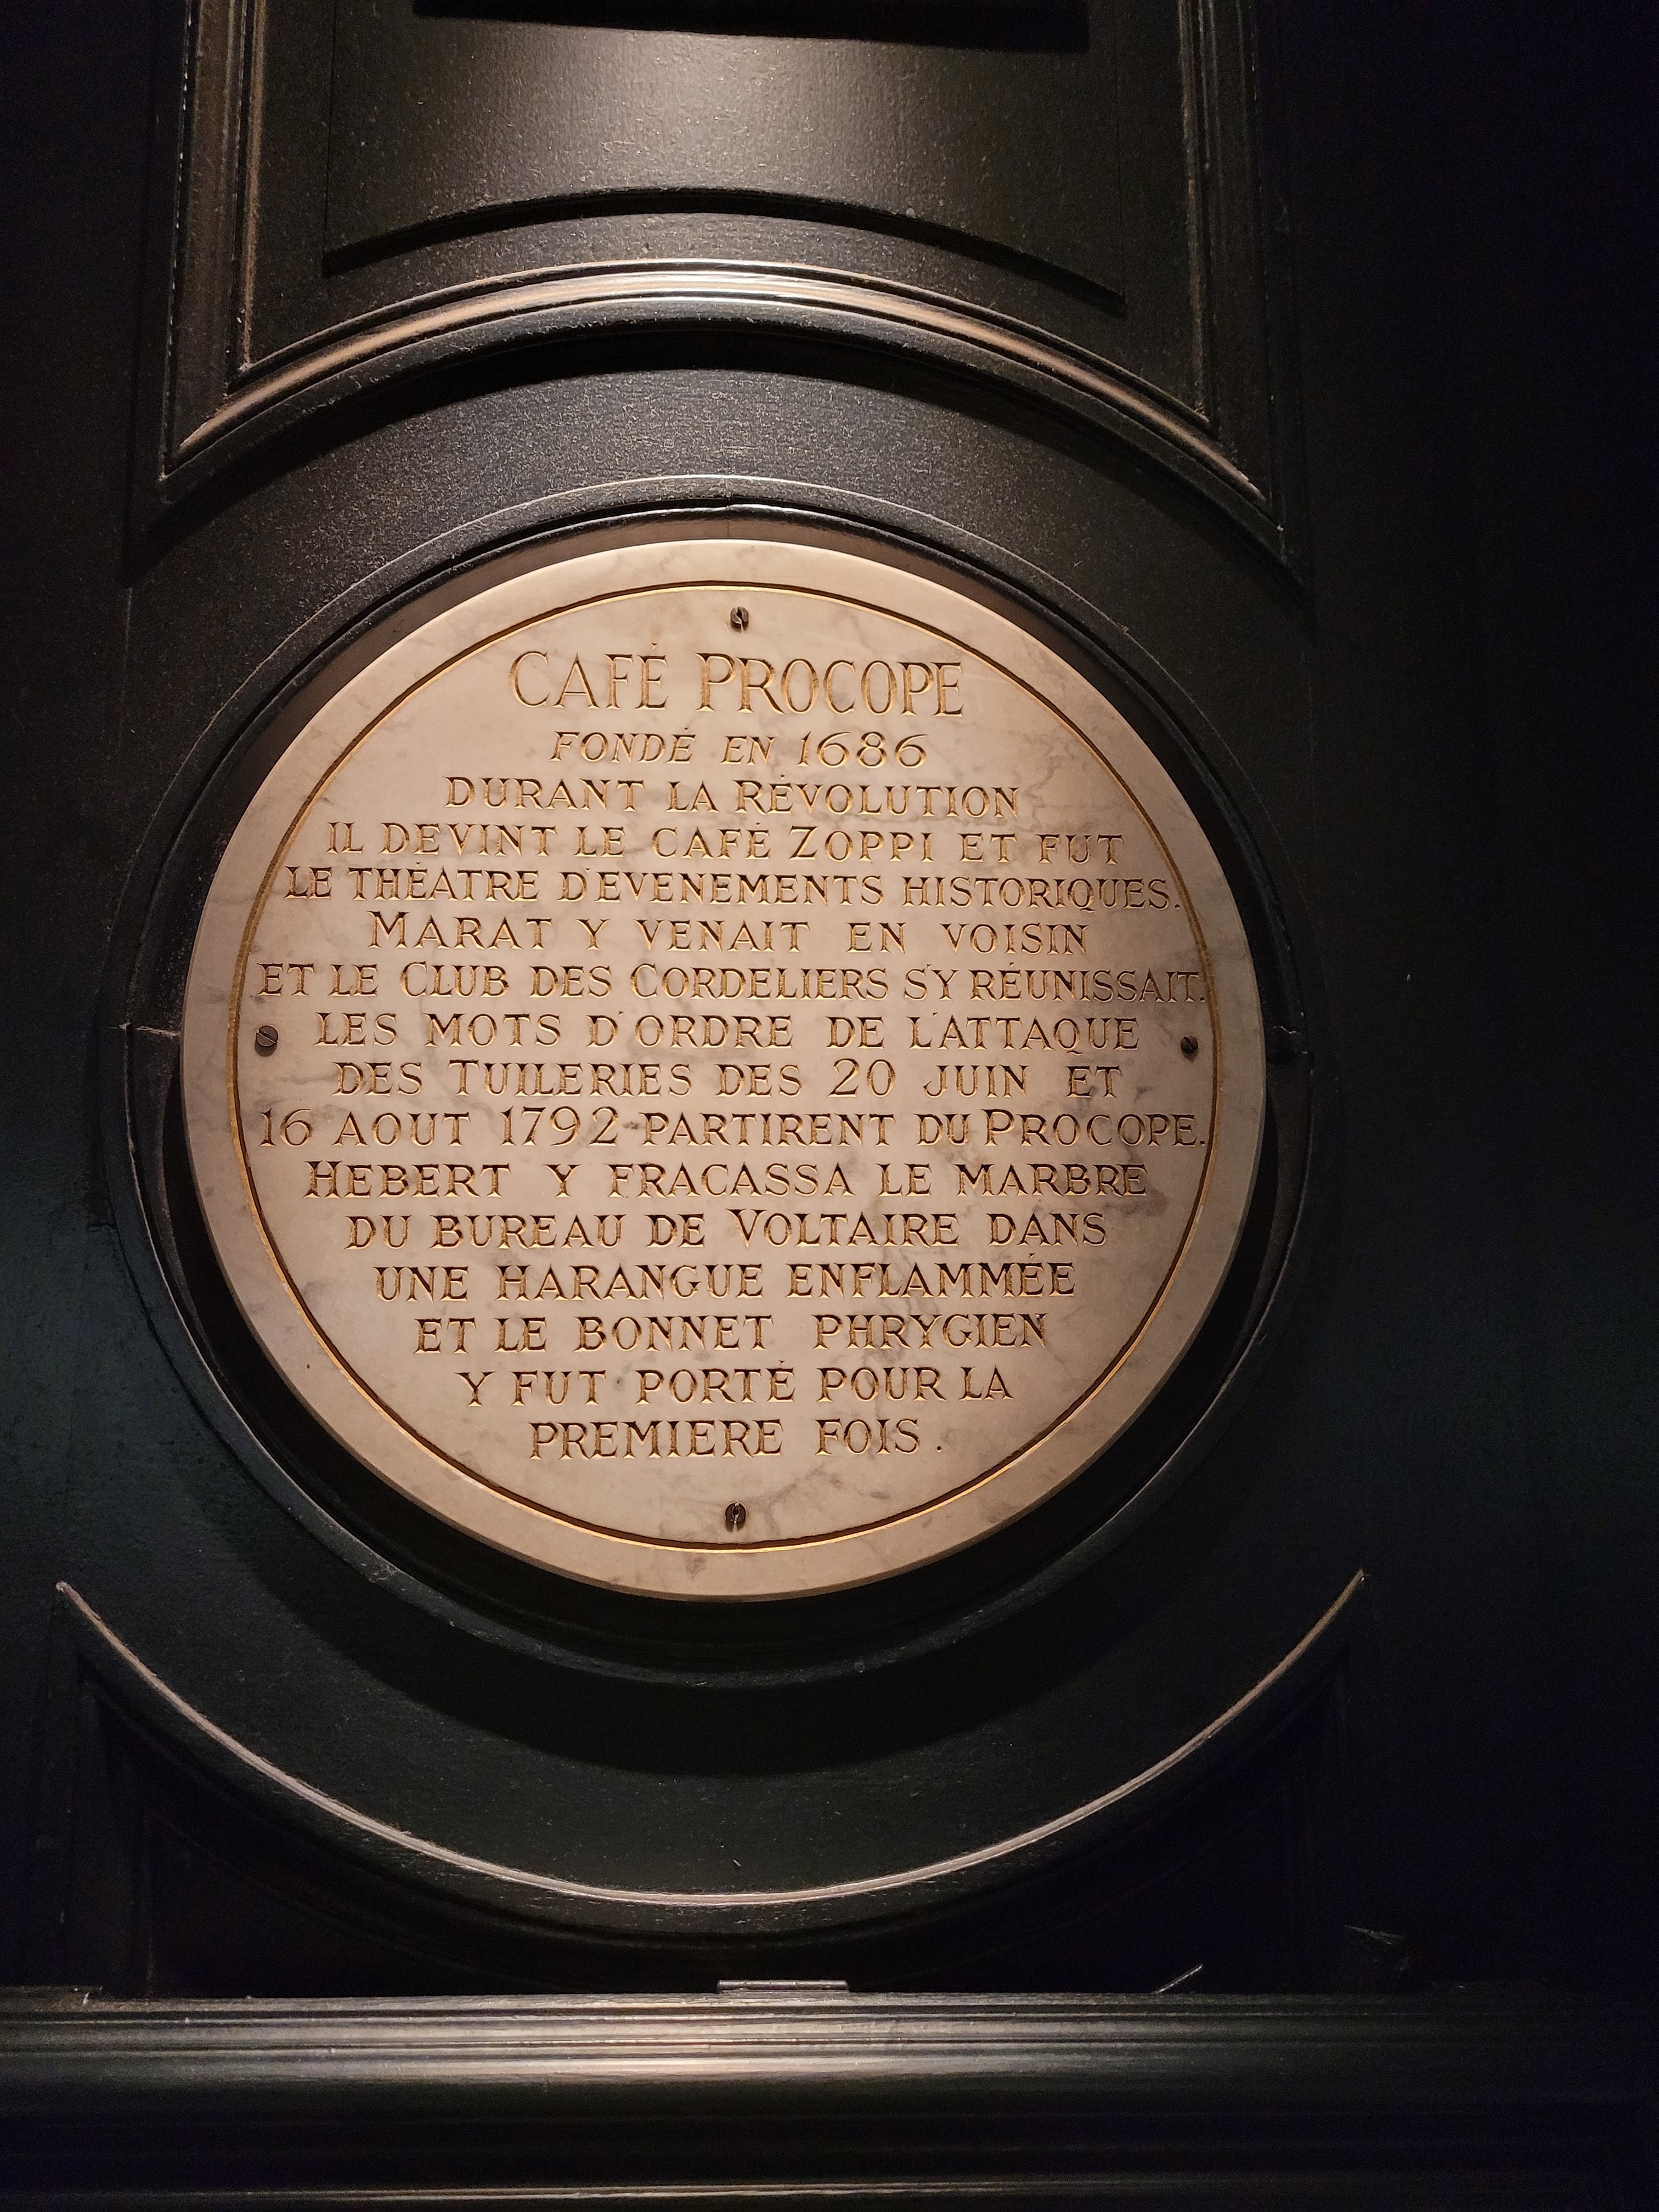 CAFÉ PROCOPE
FONDÉ EN 1686
DURANT LA RÉVOLUTION
IL DEVINT LE CAFÉ ZOPPI ET FUT
LE THÉATRE D'EVENEMENTS HISTORIQUES.
MARAT Y VENAIT EN VOISIN
ET LE CLUB DES CORDELIERS S'Y RÉUNISSAIT.
LES MOTS D'ORDRE DE L'ATTAQUE
DES TUILERIES DES 20 JUIN ET
16 AOUT 1792 PARTIRENT DU PROCOPE.
HEBERT Y FRACASSA LE MARBRE
DU BUREAU DE VOLTAIRE DANS
UNE HARANGUE ENFLAMMÉE
ET LE BONNET PHRYGIEN
Y FUT PORTÉ POUR LA
PREMIERE FOIS.